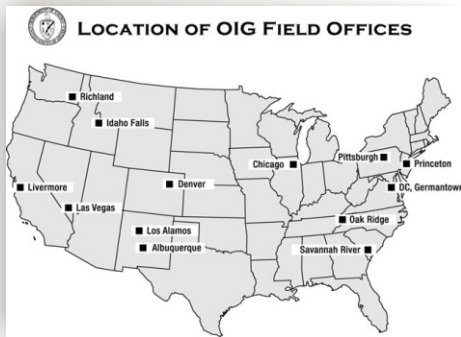 LOCATION OF OIG FIELD OFFICES
Richland
Idaho Falls
Chicago
Pittsburgh
Princeton
Livermore
Denver
DC, Germantown
Las Vegas
Oak Ridge
Los Alamos
Albuquerque
Savannah River